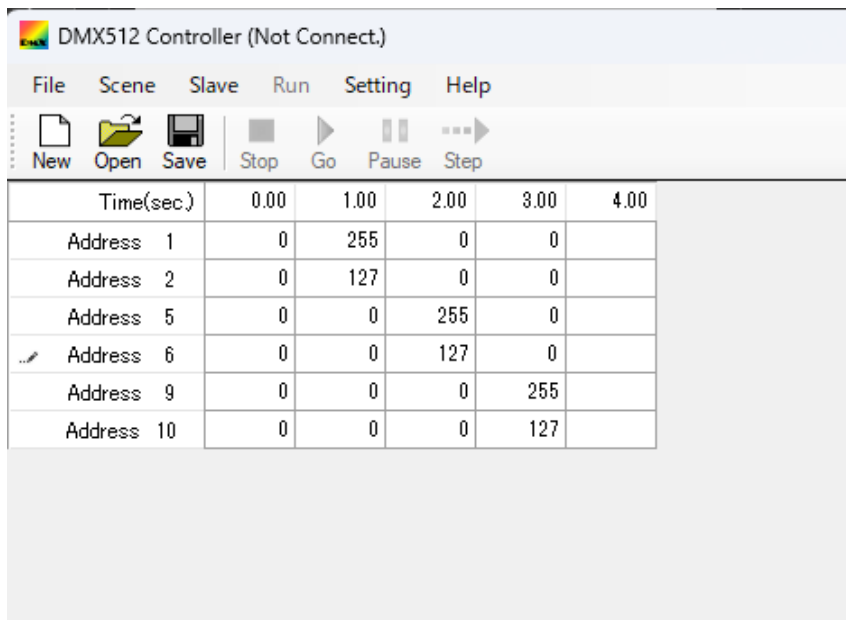 DMX512 Controller (Not Connect.)
File Scene Slave Run Setting Help
New Open Save Stop Go Pause Step
Time(sec.) 0.00 1.00 2.00 3.00 4.00
Address 1 0 255 0 0
Address 2 0 127 0 0
Address 5 0 0 255 0
Address 6 0 0 127 0
Address 9 0 0 0 255
Address 10 0 0 0 127